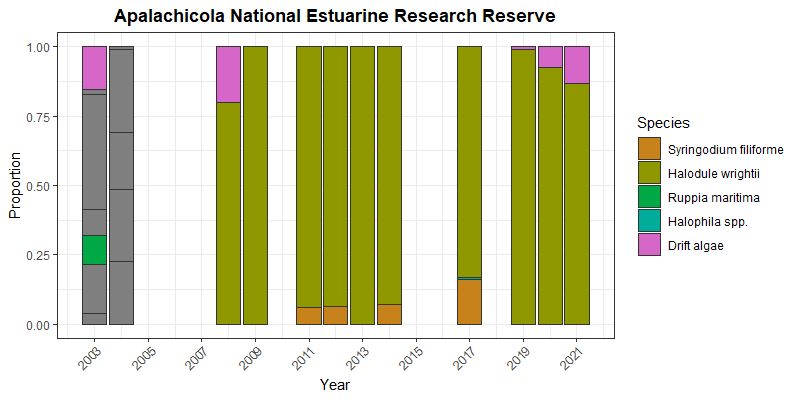 Apalachicola National Estuarine Research Reserve
Proportion
1.00
0.75
0.50
0.25
0.00
2003
2005
2007
2009
2011
2013
2015
2017
2019
2021
Year
Species
Syringodium filiforme
Halodule wrightii
Ruppia maritima
Halophila spp.
Drift algae